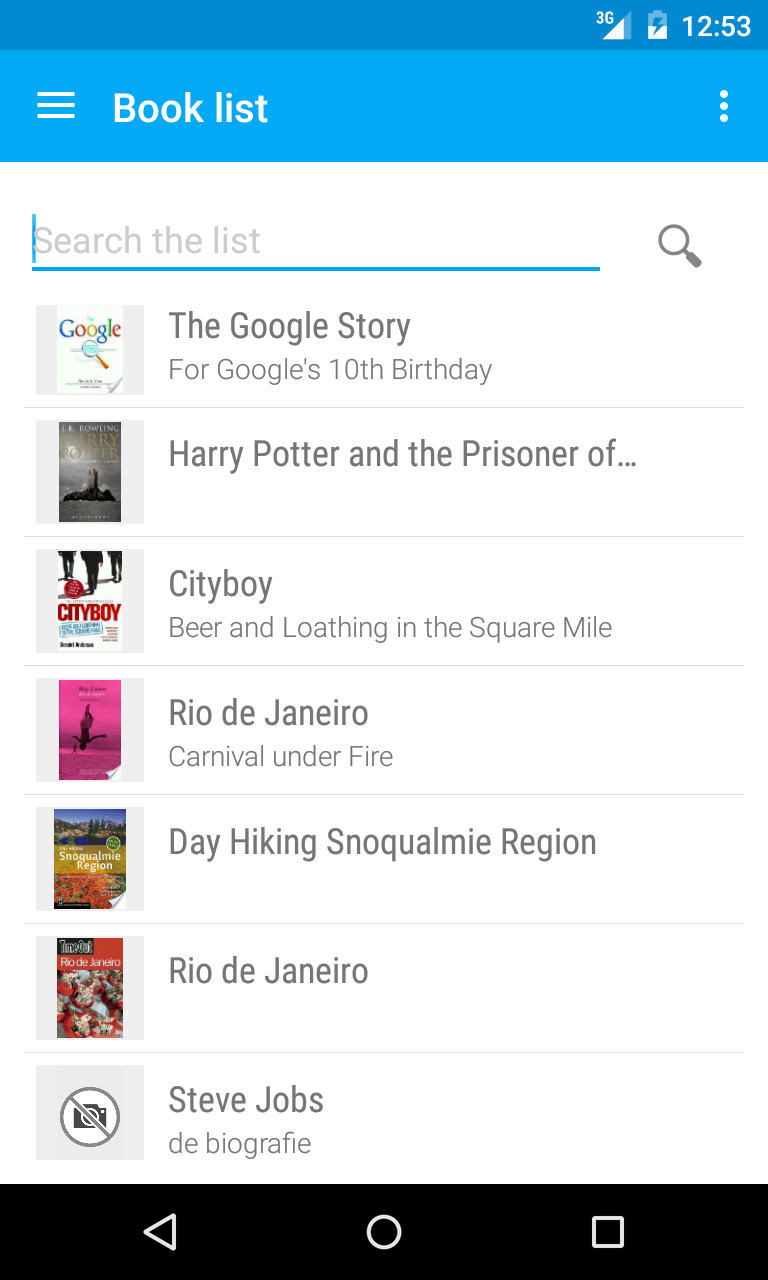 3G 12:53
Book list
Search the list
Google
The Google Story
For Google's 10th Birthday
J.K. ROWLING
HARRY
POTTER
Harry Potter and the Prisoner of…
CITYBOY
Cityboy
Beer and Loathing in the Square Mile
Rio de Janeiro
Carnival under Fire
Snoqualmie
Region
Day Hiking Snoqualmie Region
Time Out
Rio de Janeiro
Rio de Janeiro
Steve Jobs
de biografie